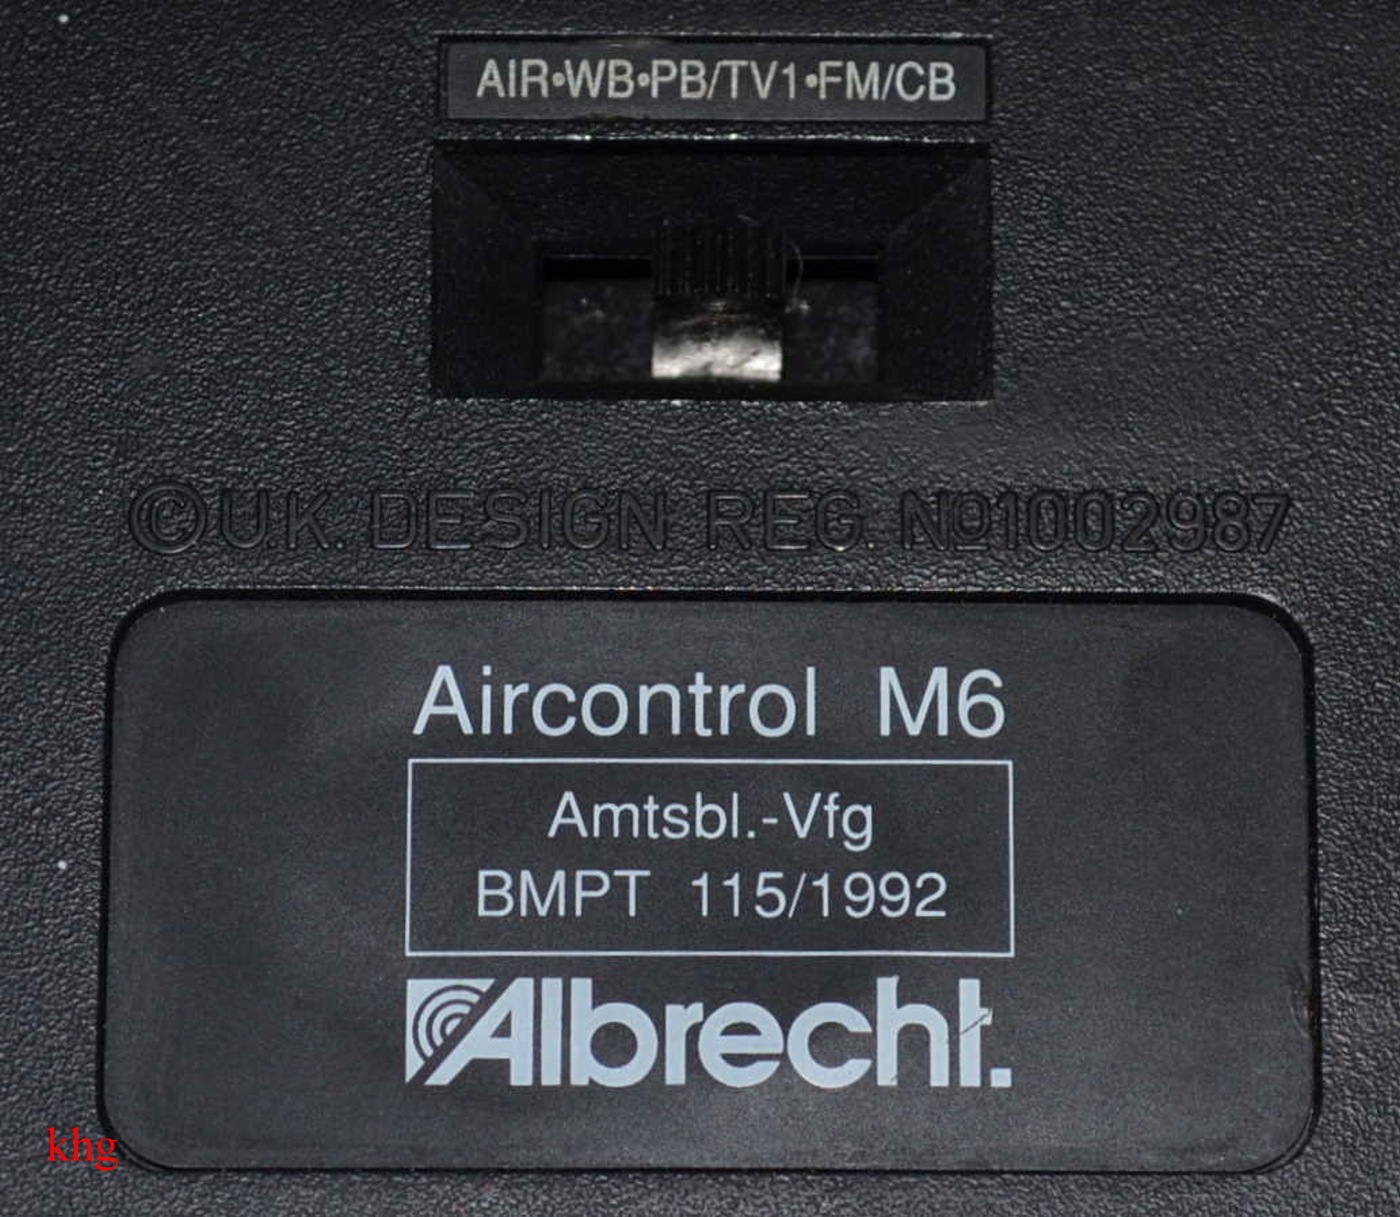 AIR•WB•PB/TV1•FM/CB
©U.K. DESIGN REG. Nº1002987
Aircontrol M6
Amtsbl.-Vfg
BMPT 115/1992
Albrecht.
khg